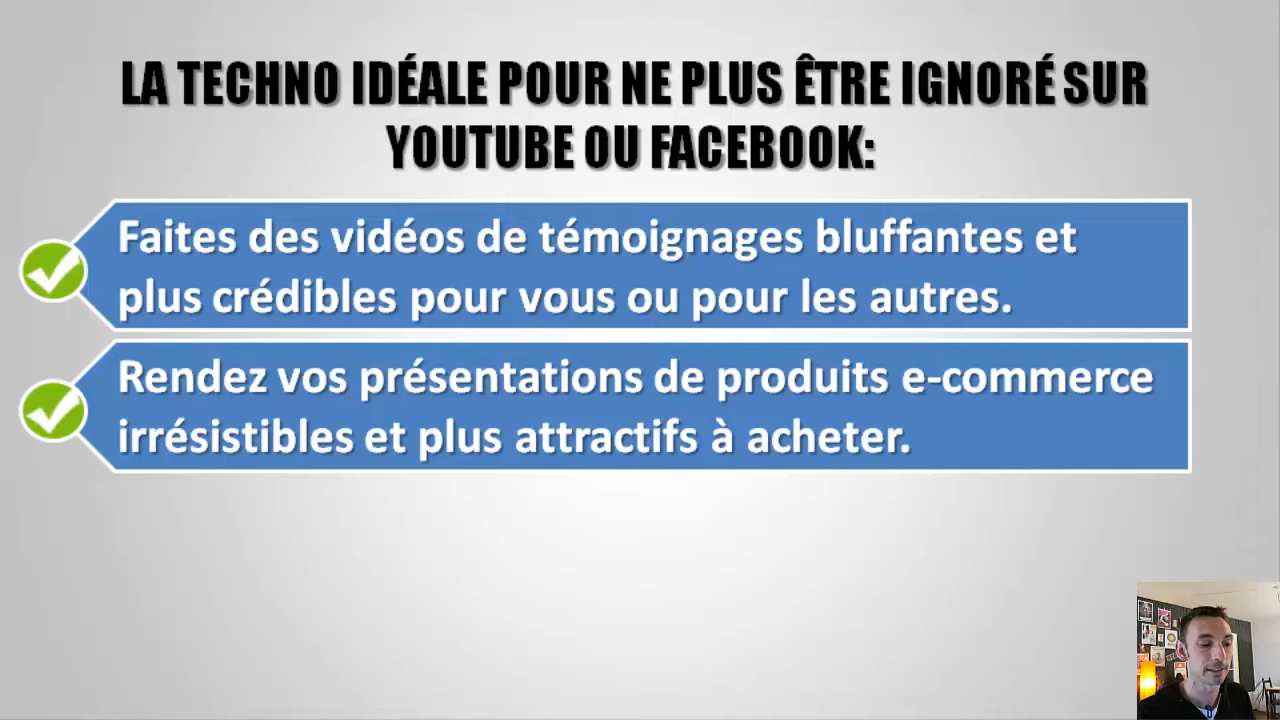 LA TECHNO IDÉALE POUR NE PLUS ÊTRE IGNORÉ SUR
YOUTUBE OU FACEBOOK:
Faites des vidéos de témoignages bluffantes et
plus crédibles pour vous ou pour les autres.
Rendez vos présentations de produits e-commerce
irrésistibles et plus attractifs à acheter.